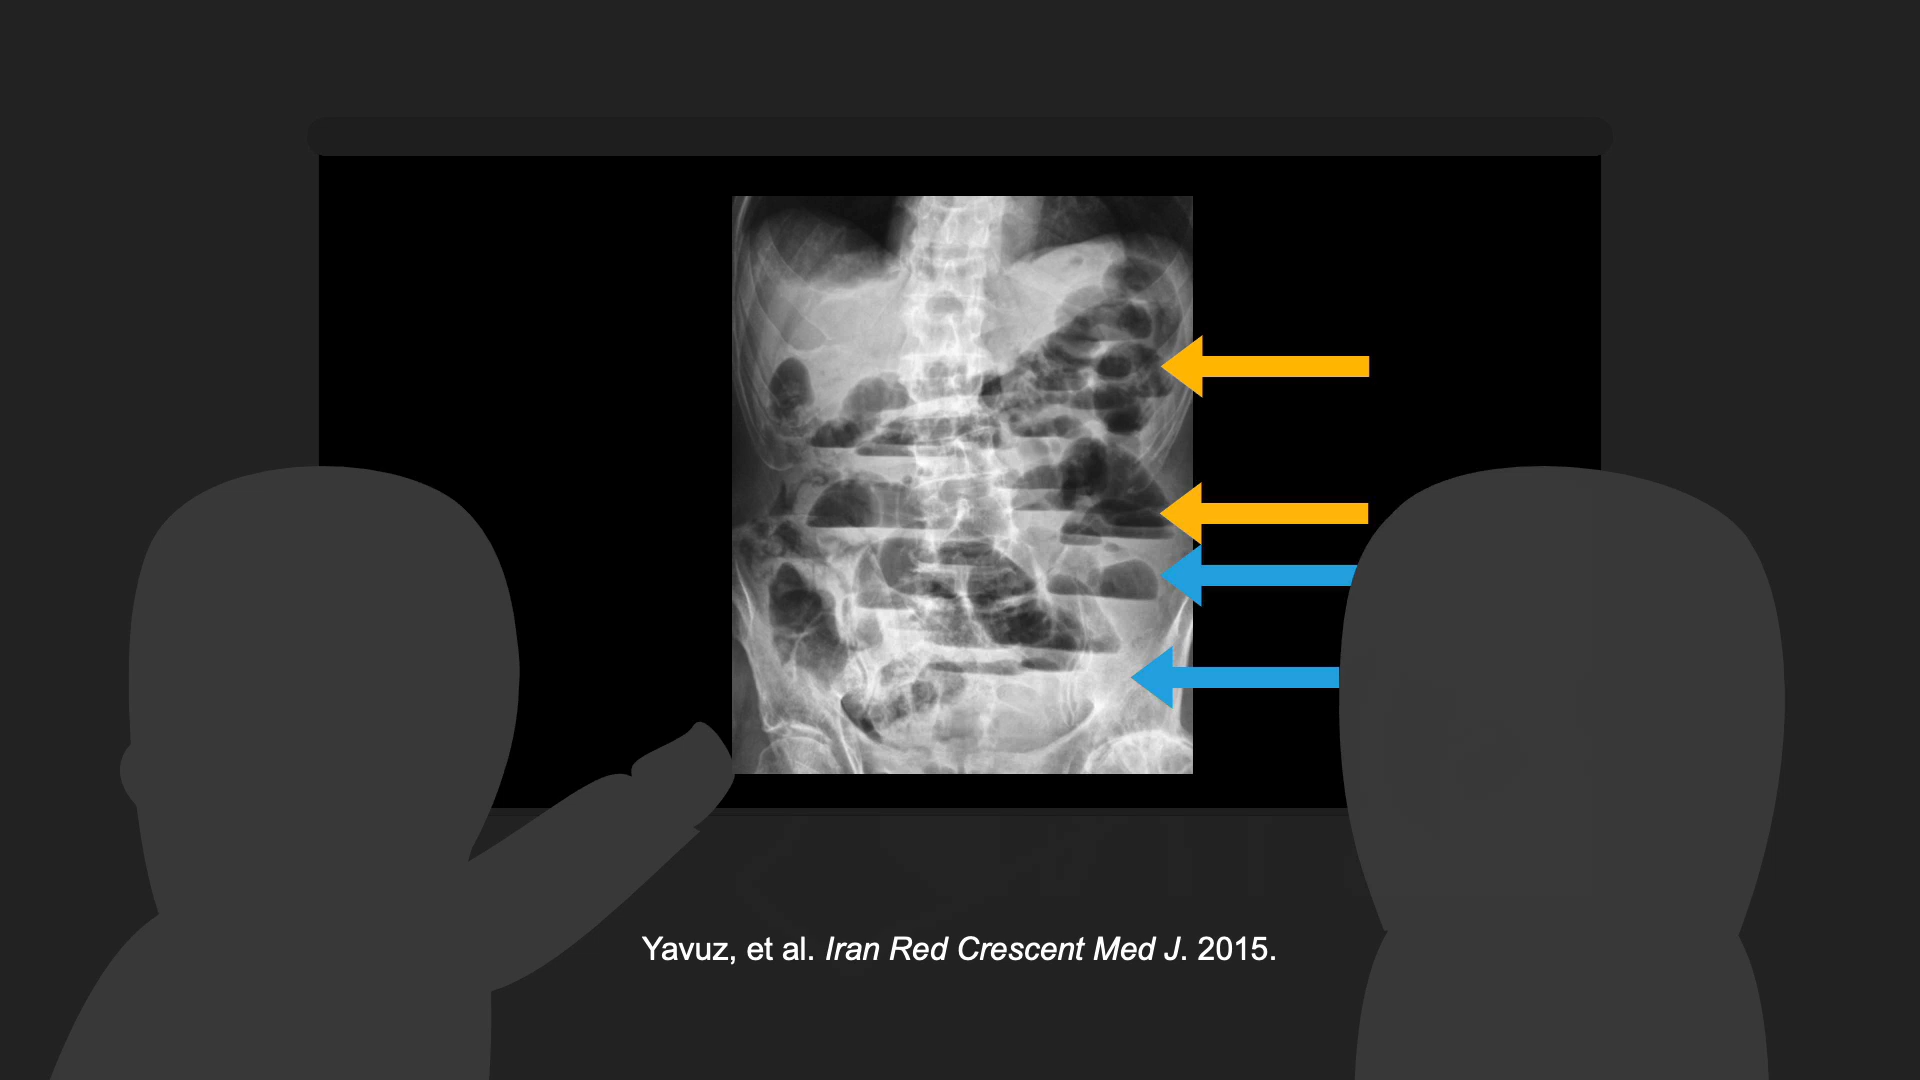 Yavuz, et al. Iran Red Crescent Med J. 2015.